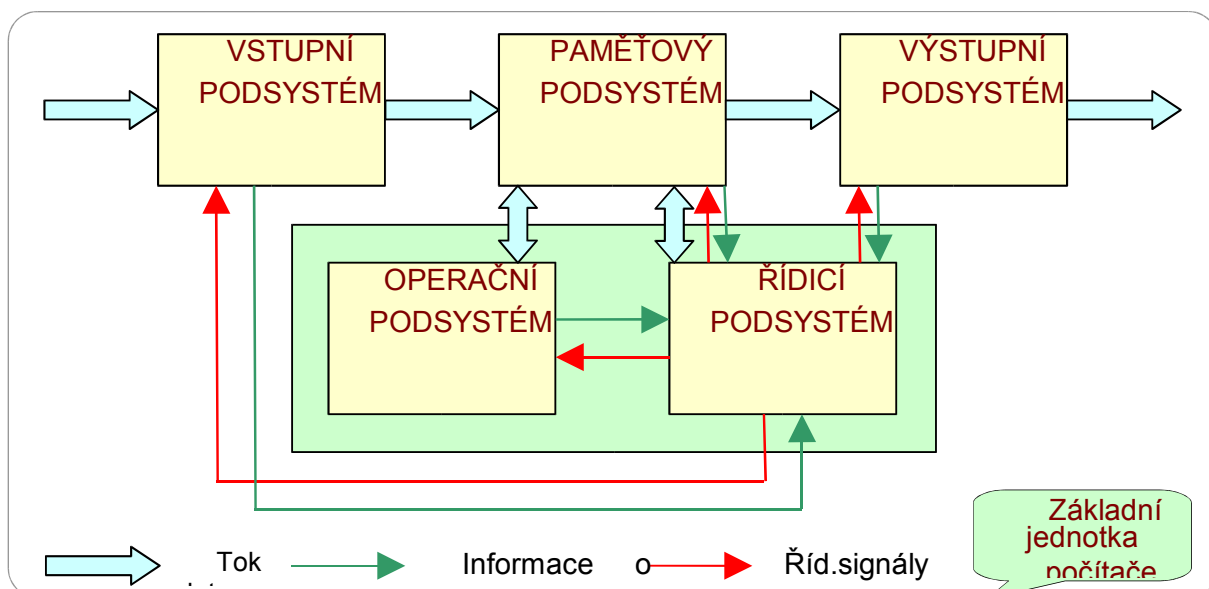 VSTUPNÍ
PODSYSTÉM
PAMĚŤOVÝ
PODSYSTÉM
VÝSTUPNÍ
PODSYSTÉM
OPERAČNÍ
PODSYSTÉM
ŘÍDICÍ
PODSYSTÉM
Základní
jednotka
počítače
Tok
Informace o
Říd.signály